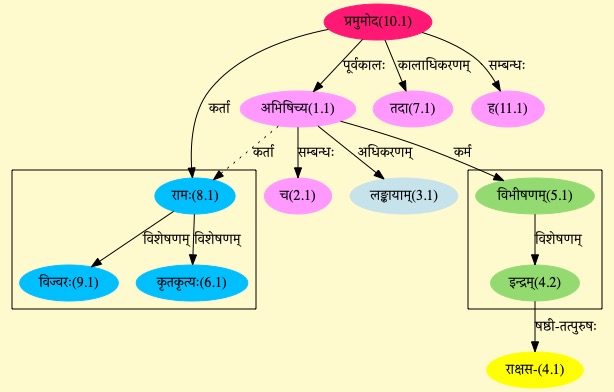 प्रमुमोद(10.1)
पूर्वकालः कालाधिकरणम् सम्बन्धः
कर्ता अभिषिच्य(1.1) तदा(7.1) ह(11.1)
कर्ता सम्बन्धः अधिकरणम् कर्म
रामः(8.1) च(2.1) लङ्कायाम्(3.1) विभीषणम्(5.1)
विशेषणम् विशेषणम् विशेषणम्
विज्वरः(9.1) कृतकृत्यः(6.1) इन्द्रम्(4.2)
षष्ठी-तत्पुरुषः
राक्षस-(4.1)